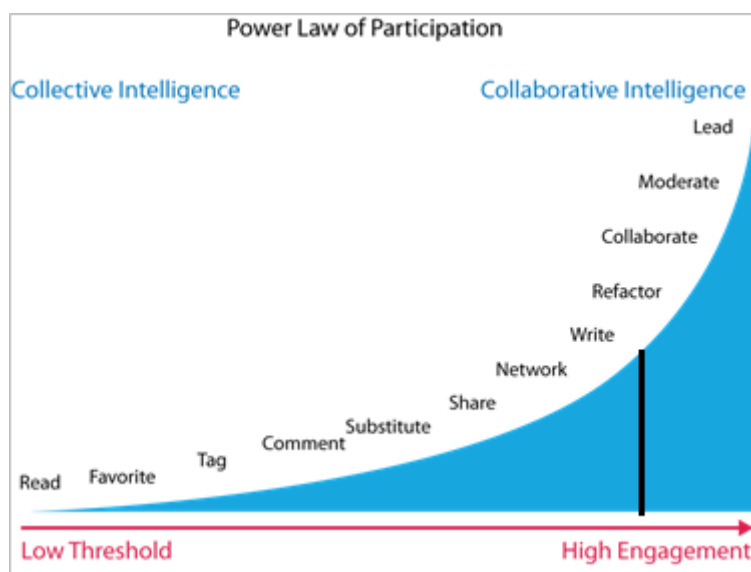 Power Law of Participation
Collective Intelligence
Collaborative Intelligence
Lead
Moderate
Collaborate
Refactor
Write
Network
Share
Substitute
Comment
Tag
Favorite
Read
Low Threshold
High Engagement